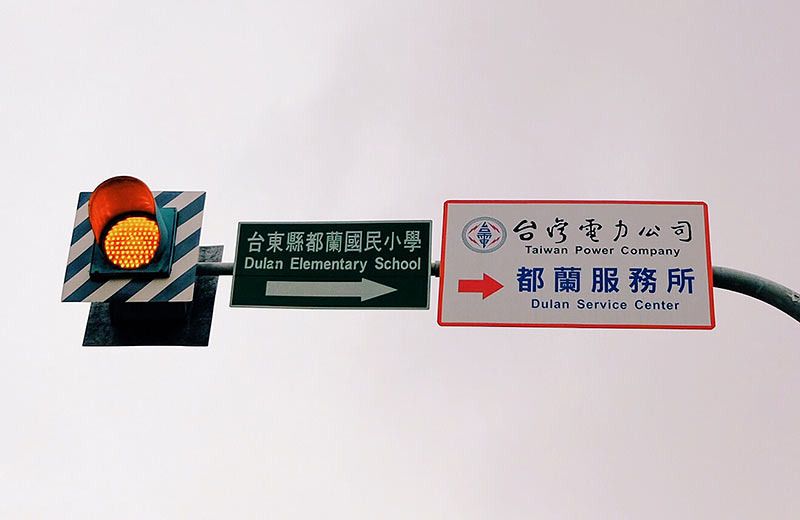 台東縣都蘭國民小學
Dulan Elementary School
台灣電力公司
Taiwan Power Company
都蘭服務所
Dulan Service Center